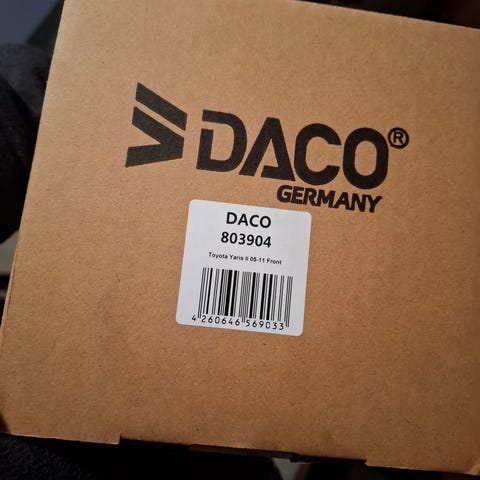 DACO®
GERMANY
DACO
803904
Toyota Yaris II 05-11 Front
4 260646 569033